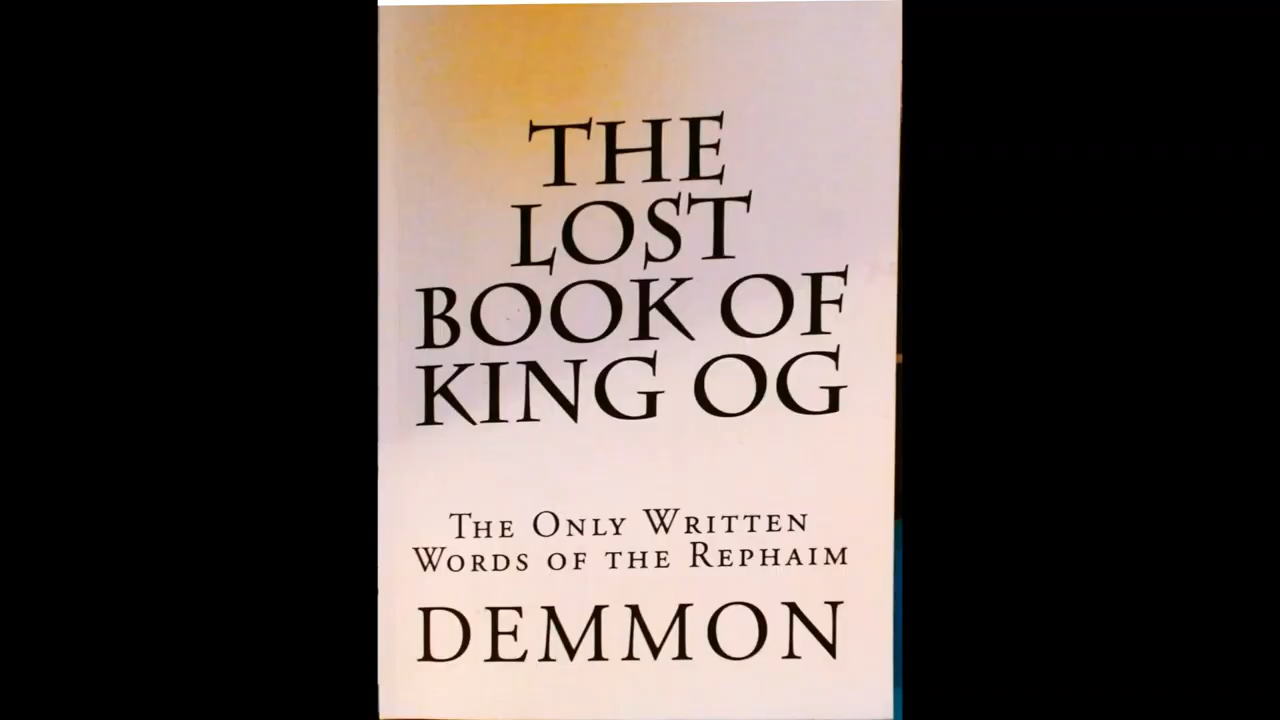 THE
LOST
BOOK OF
KING OG
THE ONLY WRITTEN
WORDS OF THE REPHAIM
DEMMON